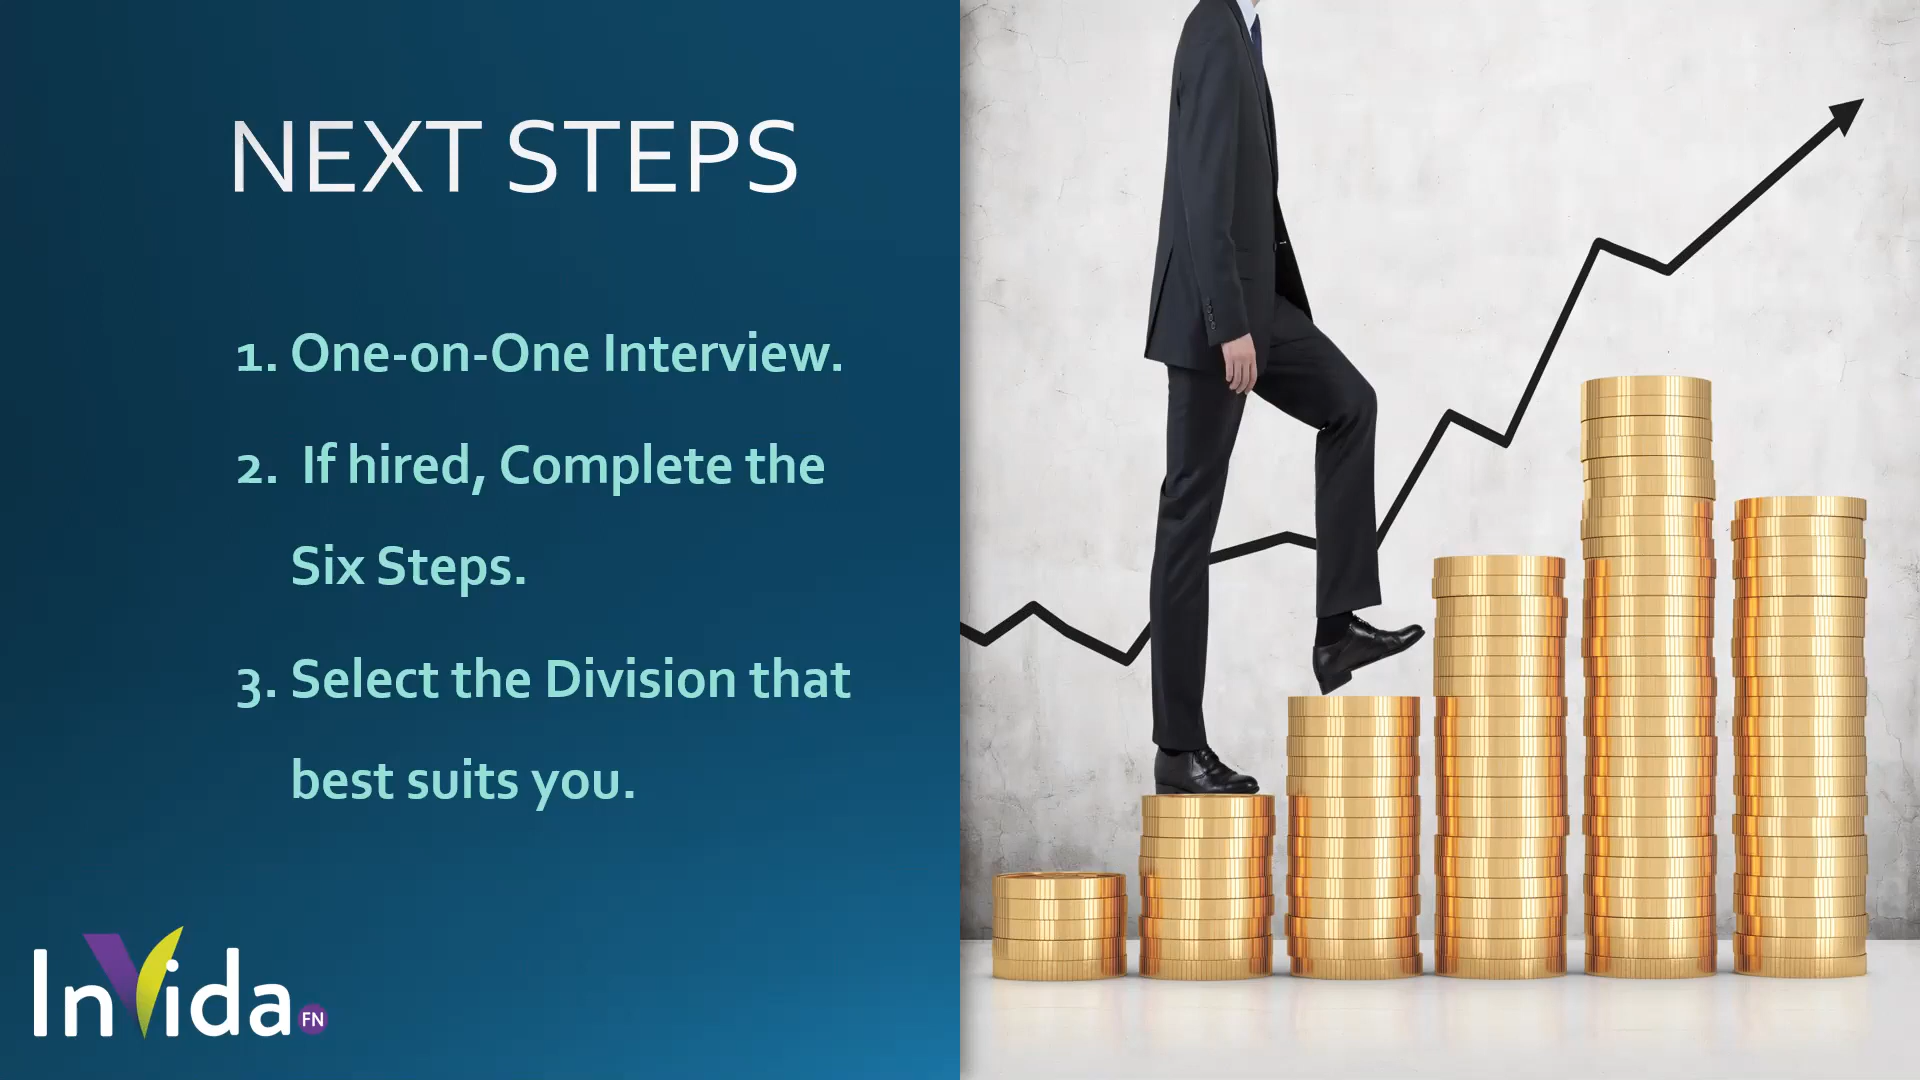 NEXT STEPS
1. One-on-One Interview.
2. If hired, Complete the
Six Steps.
3. Select the Division that
best suits you.
InVida FN